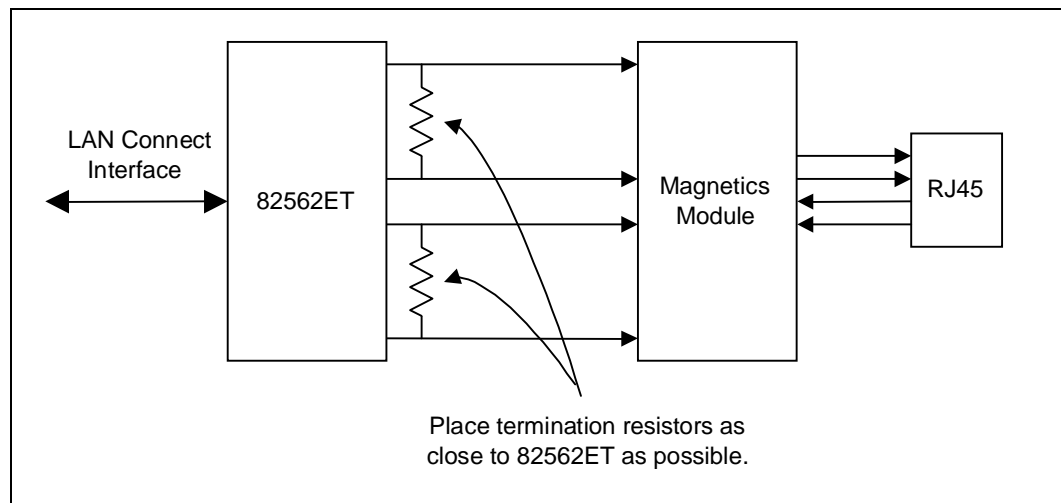 LAN Connect
Interface
82562ET
Magnetics
Module
RJ45
Place termination resistors as
close to 82562ET as possible.